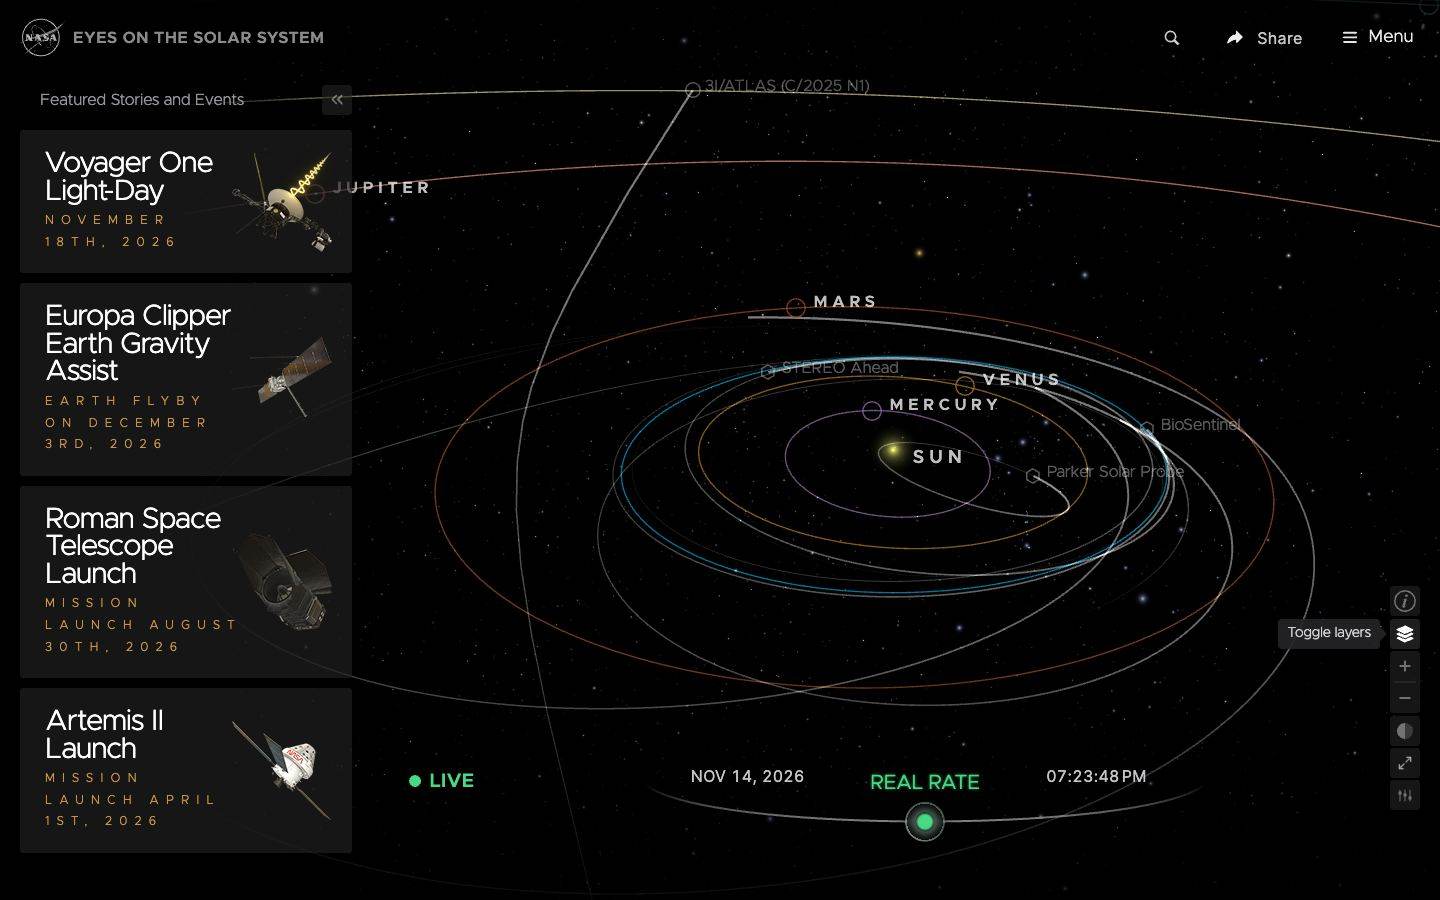 NASA
EYES ON THE SOLAR SYSTEM
Share
Menu
Featured Stories and Events
3I/ATLAS (C/2025 N1)
Voyager One
Light-Day
NOVEMBER
18TH, 2026
JUPITER
Europa Clipper
Earth Gravity
Assist
EARTH FLYBY
ON DECEMBER
3RD, 2026
MARS
STEREO Ahead
VENUS
MERCURY
BioSentinel
SUN
Parker Solar Probe
Roman Space
Telescope
Launch
MISSION
LAUNCH AUGUST
30TH, 2026
Toggle layers
Artemis II
Launch
MISSION
LAUNCH APRIL
1ST, 2026
LIVE
NOV 14, 2026
REAL RATE
07:23:48 PM